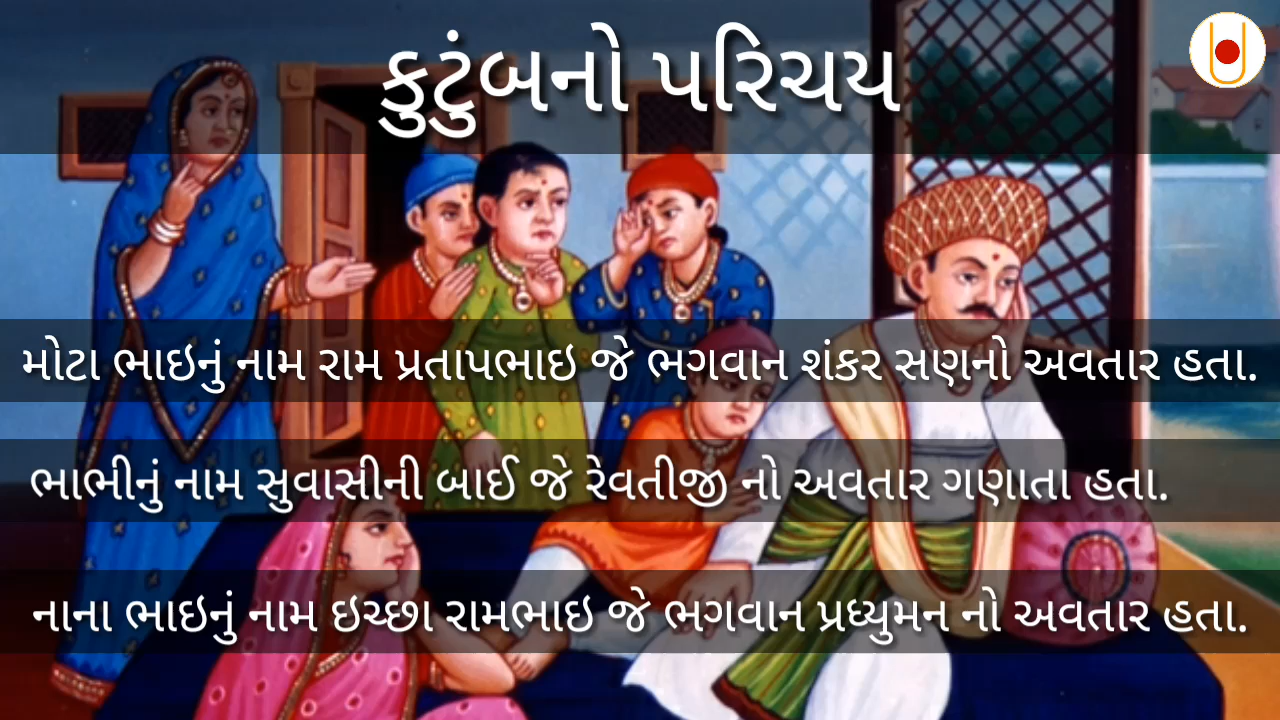 કુટુંબનો પરિચય
મોટા ભાઇનું નામ રામ પ્રતાપભાઇ જે ભગવાન શંકર સણનો અવતાર હતા.
ભાભીનું નામ સુવાસીની બાઈ જે રેવતીજી નો અવતાર ગણાતા હતા.
નાના ભાઇનું નામ ઇચ્છા રામભાઇ જે ભગવાન પ્રધ્યુમન નો અવતાર હતા.